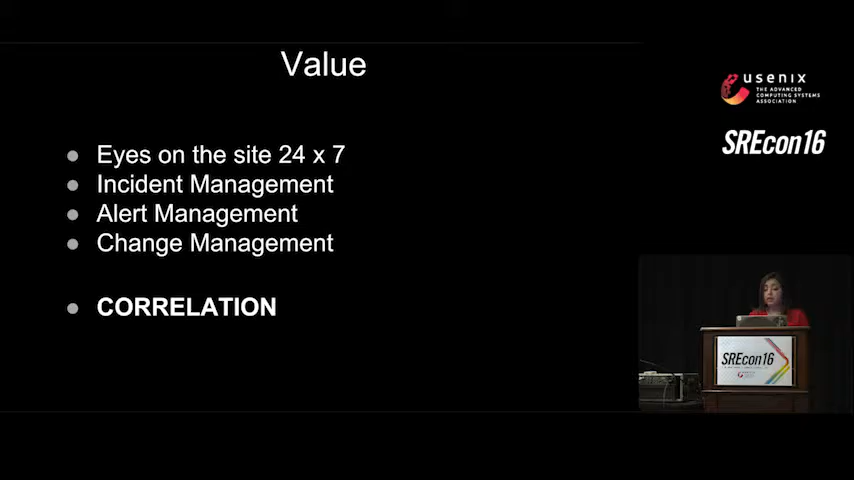 Value
Eyes on the site 24 x 7
Incident Management
Alert Management
Change Management
CORRELATION
usenix
THE ADVANCED
COMPUTING SYSTEMS
ASSOCIATION
SREcon16
SREcon16